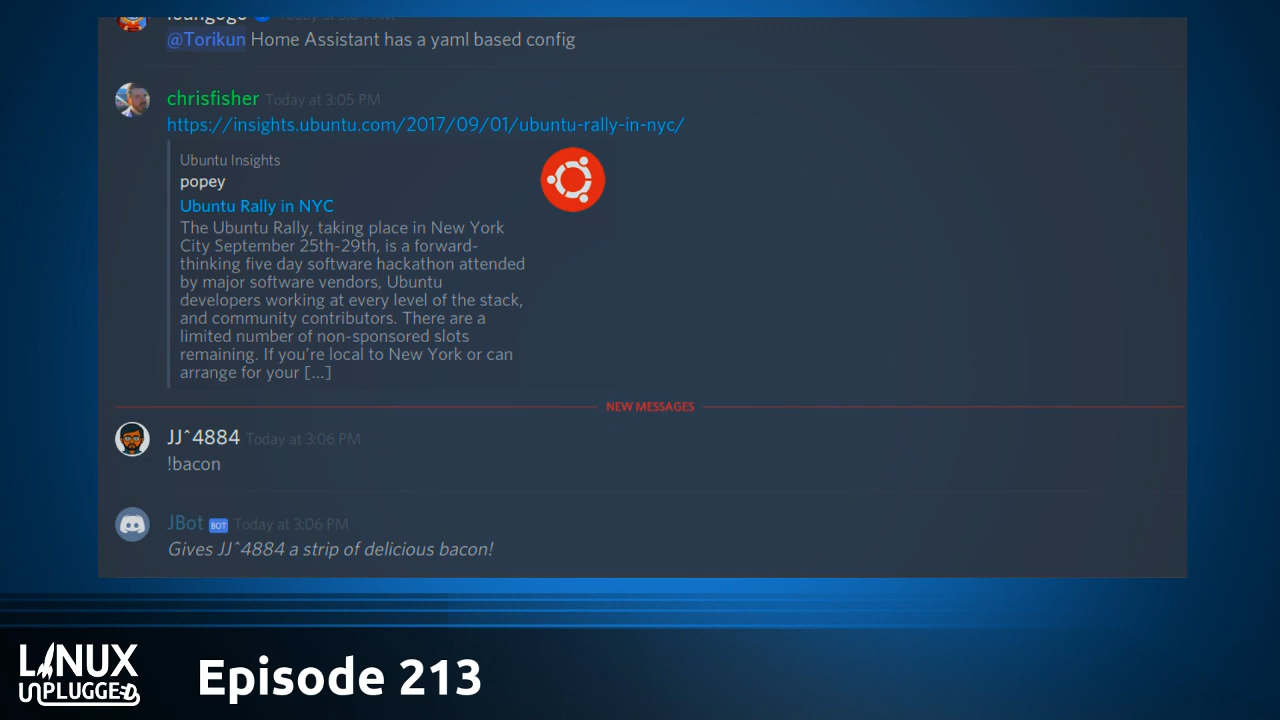 @Torikun Home Assistant has a yaml based config
chrisfisher Today at 3:05 PM
https://insights.ubuntu.com/2017/09/01/ubuntu-rally-in-nyc/
Ubuntu Insights
popey
Ubuntu Rally in NYC
The Ubuntu Rally, taking place in New York
City September 25th-29th, is a forward-
thinking five day software hackathon attended
by major software vendors, Ubuntu
developers working at every level of the stack,
and community contributors. There are a
limited number of non-sponsored slots
remaining. If you're local to New York or can
arrange for your [...]
NEW MESSAGES
JJ^4884 Today at 3:06 PM
!bacon
JBot BOT Today at 3:06 PM
Gives JJ^4884 a strip of delicious bacon!
LINUX
UNPLUGGED
Episode 213